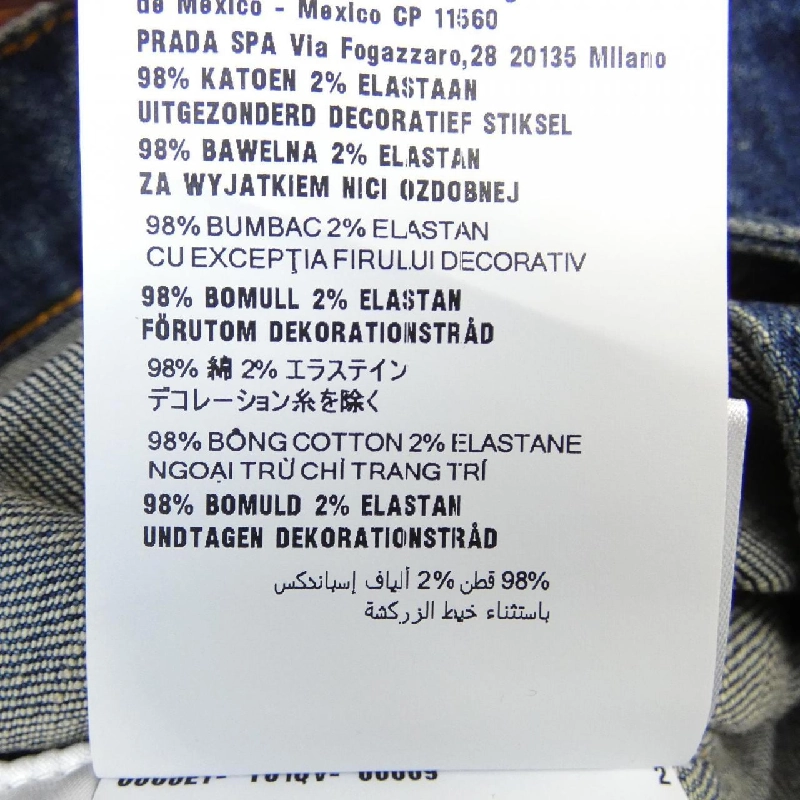 de Mexico - Mexico CP 11560
PRADA SPA Via Fogazzaro,28 20135 Milano
98% KATOEN 2% ELASTAAN
UITGEZONDERD DECORATIEF STIKSEL
98% BAWELNA 2% ELASTAN
ZA WYJATKIEM NICI OZDOBNEJ
98% BUMBAC 2% ELASTAN
CU EXCEPŢIA FIRULUI DECORATIV
98% BOMULL 2% ELASTAN
FÖRUTOM DEKORATIONSTRÅD
98% 綿 2% エラステイン
デコレーション糸を除く
98% BÔNG COTTON 2% ELASTANE
NGOẠI TRỪ CHỈ TRANG TRÍ
98% BOMULD 2% ELASTAN
UNDTAGEN DEKORATIONSTRÅD
98% قطن 2% ألياف إسباندكس
باستثناء خيط الزركشة
2